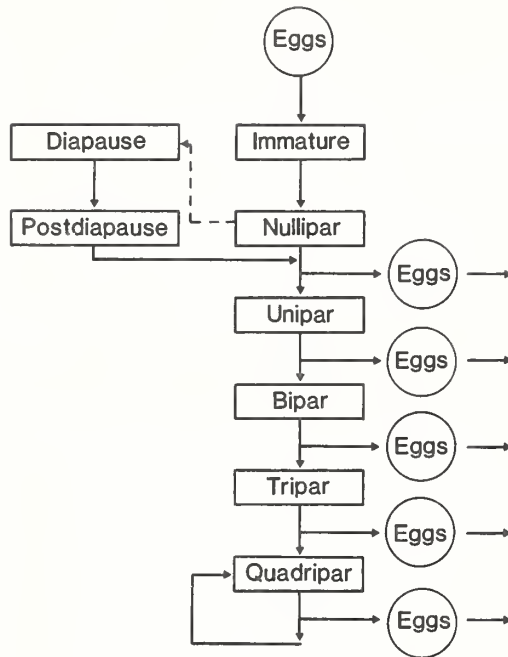 Eggs
Diapause
Immature
Postdiapause
Nullipar
Eggs
Unipar
Eggs
Bipar
Eggs
Tripar
Eggs
Quadripar
Eggs